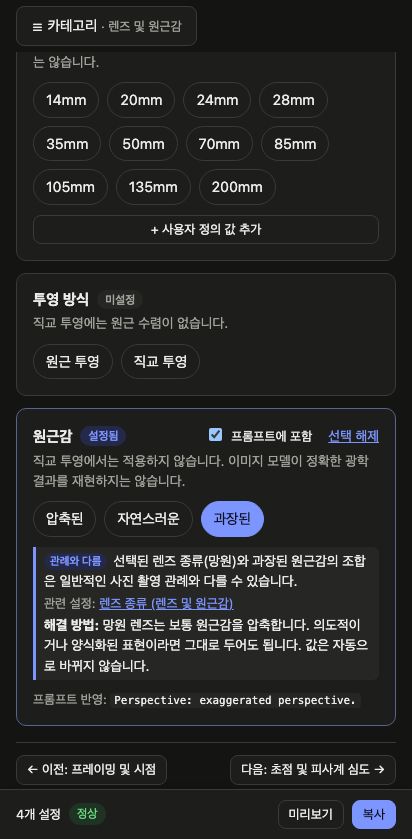 ≡ 카테고리 · 렌즈 및 원근감
는 않습니다.
14mm 20mm 24mm 28mm
35mm 50mm 70mm 85mm
105mm 135mm 200mm
+ 사용자 정의 값 추가
투영 방식 미설정
직교 투영에는 원근 수렴이 없습니다.
원근 투영 직교 투영
원근감 설정됨 프롬프트에 포함 선택 해제
직교 투영에서는 적용하지 않습니다. 이미지 모델이 정확한 광학
결과를 재현하지는 않습니다.
압축된 자연스러운 과장된
관례와 다름 선택된 렌즈 종류(망원)와 과장된 원근감의 조합
은 일반적인 사진 촬영 관례와 다를 수 있습니다.
관련 설정: 렌즈 종류 (렌즈 및 원근감)
해결 방법: 망원 렌즈는 보통 원근감을 압축합니다. 의도적이
거나 양식화된 표현이라면 그대로 두어도 됩니다. 값은 자동으
로 바뀌지 않습니다.
프롬프트 반영: Perspective: exaggerated perspective.
← 이전: 프레이밍 및 시점 다음: 초점 및 피사계 심도 →
4개 설정 정상 미리보기 복사